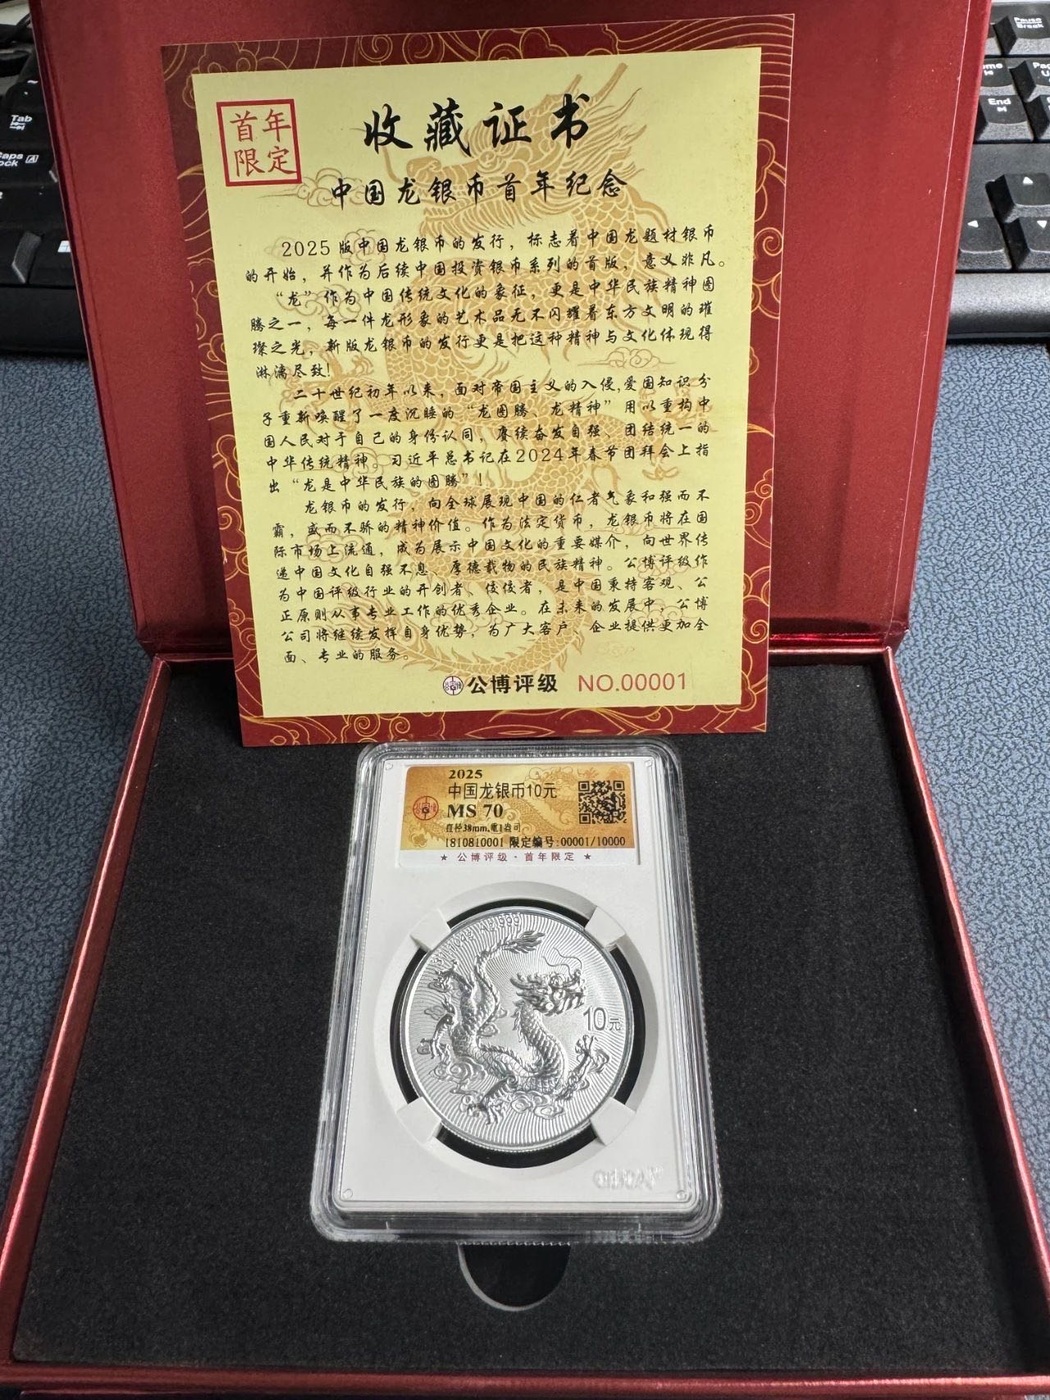 首年
限定
收藏证书
中国龙银币首年纪念
2025版中国龙银币的发行，标志着中国龙题材银币
的开始，并作为后续中国投资银币系列的首版，意义非凡。
“龙”作为中国传统文化的象征，更是中华民族精神图
腾之一，每一件龙形象的艺术品无不闪耀着东方文明的璀
璨之光，新版龙银币的发行更是把这种精神与文化体现得
淋漓尽致！
二十世纪初年以来，面对帝国主义的入侵，爱国知识分
子重新唤醒了一度沉睡的“龙图腾、龙精神”用以重构中
国人民对于自己的身份认同，赓续奋发自强、团结统一的
中华传统精神。习近平总书记在2024年春节团拜会上指
出“龙是中华民族的图腾”！
龙银币的发行，向全球展现中国的仁者气象和强而不
霸，盛而不骄的精神价值。作为法定货币，龙银币将在国
际市场上流通，成为展示中国文化的重要媒介，向世界传
递中国文化自强不息、厚德载物的民族精神。公博评级作
为中国评级行业的开创者、佼佼者，是中国秉持客观、公
正原则从事专业工作的优秀企业。在未来的发展中，公博
公司将继续发挥自身优势，为广大客户、企业提供更加全
面、专业的服务。
公博评级 NO.00001
2025
中国龙银币10元
MS 70
直径38mm,重1盎司
1810810001 限定编号:00001/10000
★ 公博评级·首年限定 ★
10元